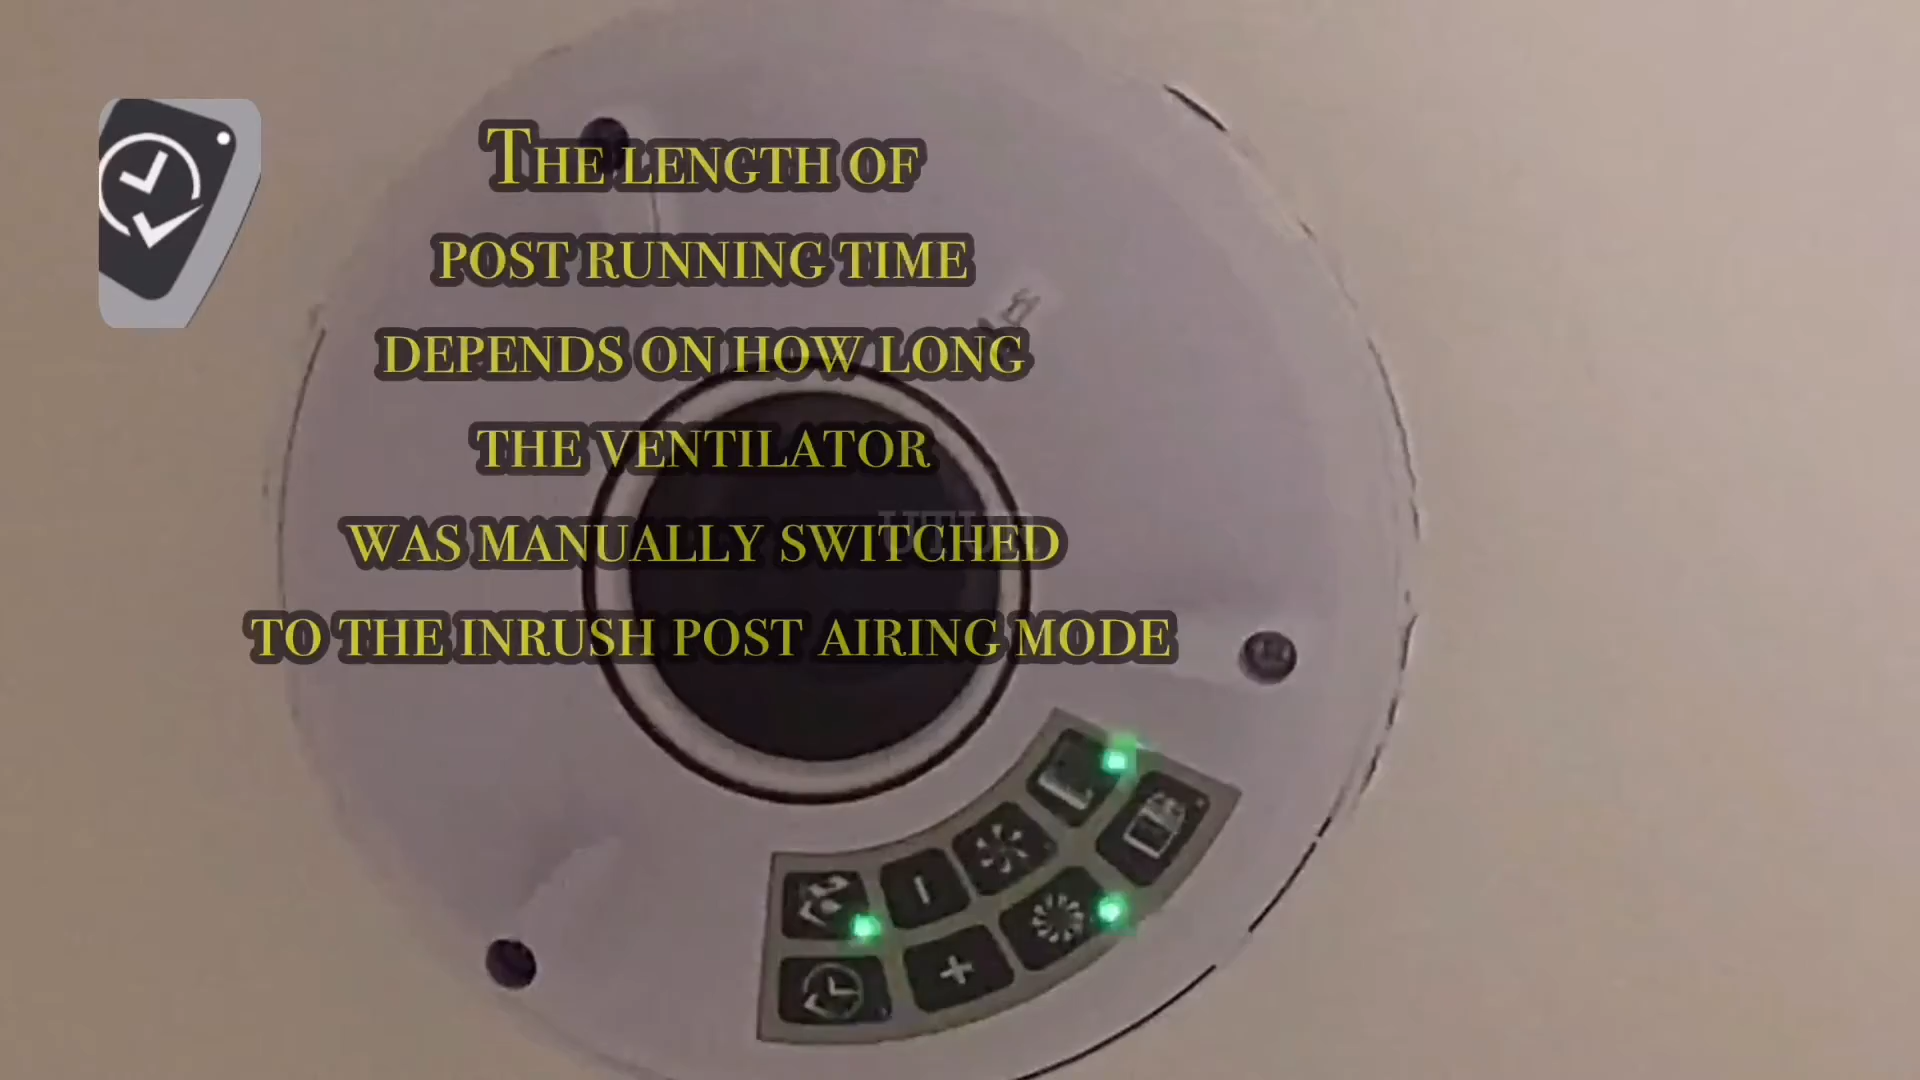 The length of
post running time
depends on how long
the ventilator
was manually switched
to the inrush post airing mode